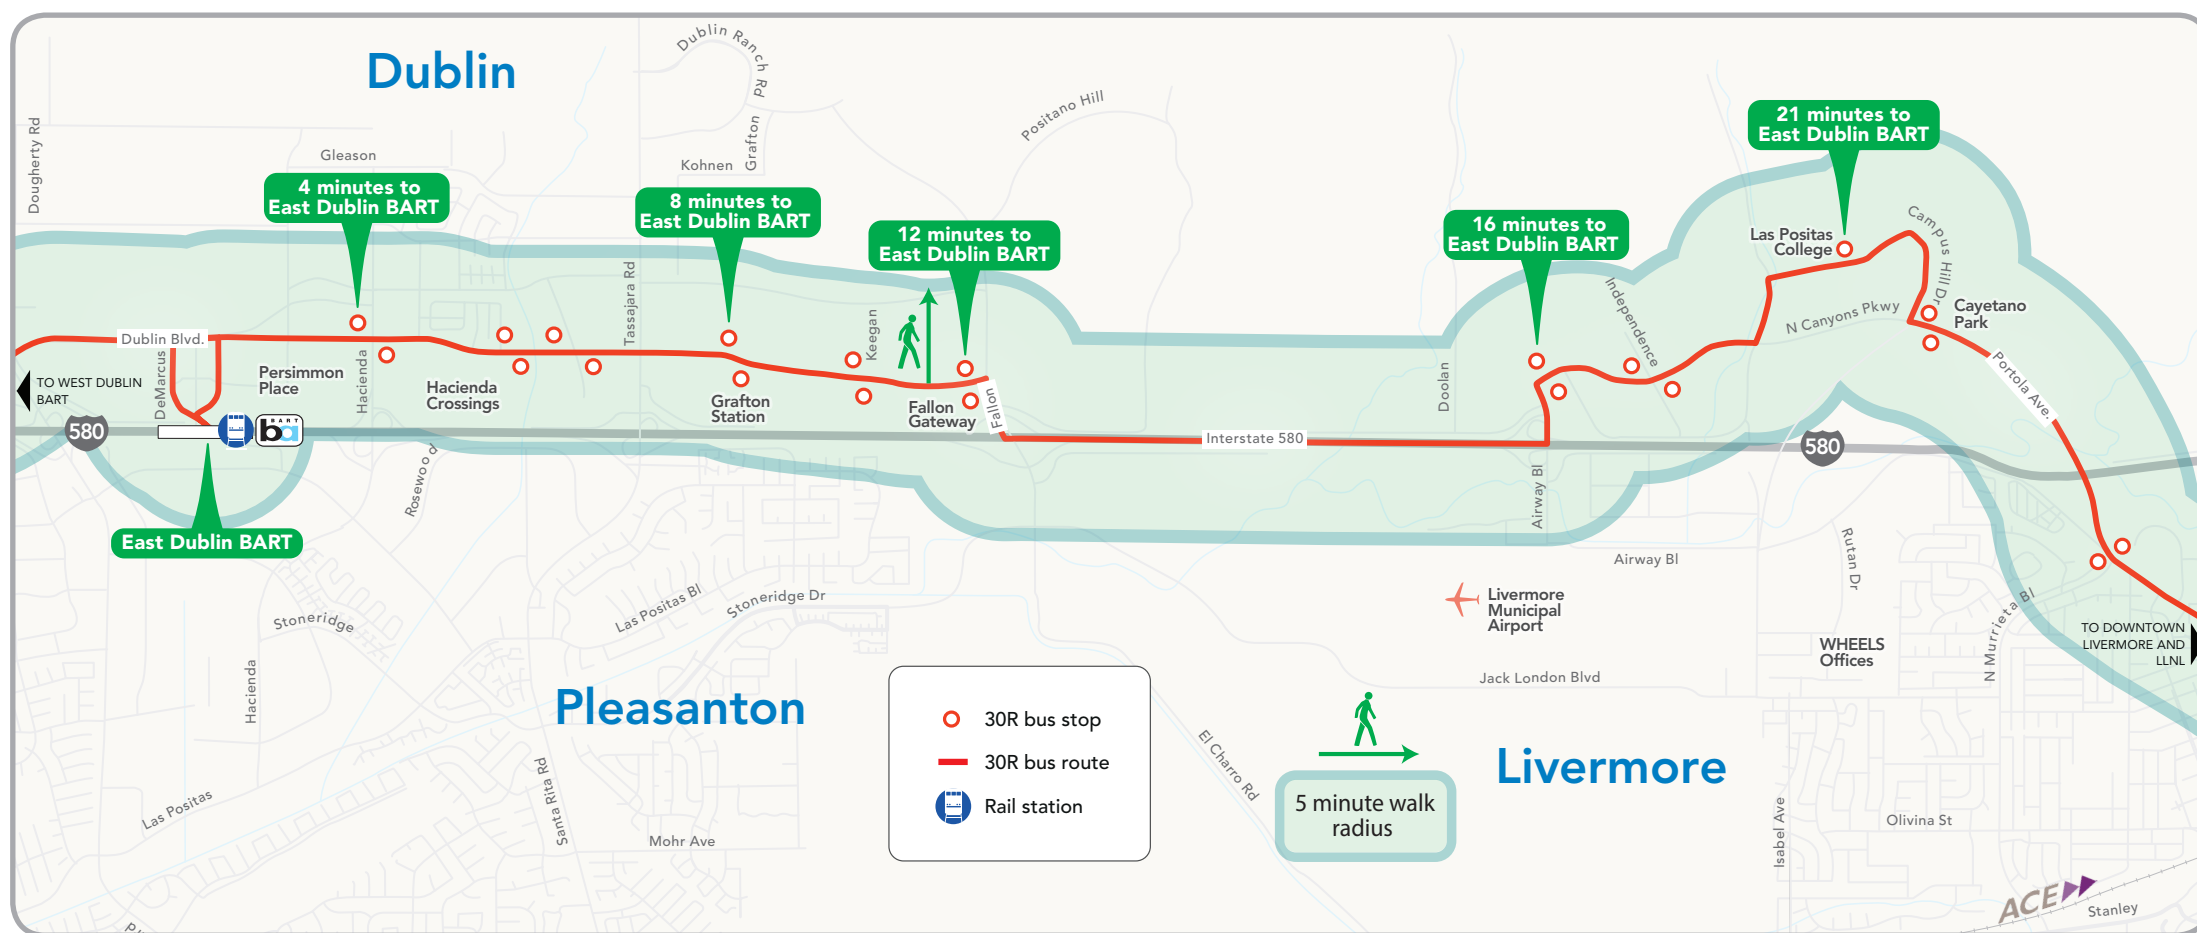 Dublin
Dublin Ranch Rd
Dougherty Rd
Positano Hill
Grafton
Gleason
Kohnen
21 minutes to
East Dublin BART
4 minutes to
East Dublin BART
8 minutes to
East Dublin BART
12 minutes to
East Dublin BART
16 minutes to
East Dublin BART
Las Positas
College
Campus Hill Dr
Tassajara Rd
Keegan
Independence
N Canyons Pkwy
Cayetano
Park
Dublin Blvd.
DeMarcus
Persimmon
Place
Hacienda
Hacienda
Crossings
Grafton
Station
Fallon
Gateway
Fallon
Doolan
Portola Ave.
TO WEST DUBLIN
BART
580
BART
ba
Interstate 580
580
Rosewood
Airway Bl
East Dublin BART
Airway Bl
Rutan Dr
Las Positas Bl
Stoneridge Dr
Stoneridge
Livermore
Municipal
Airport
N Murrieta Bl
WHEELS
Offices
TO DOWNTOWN
LIVERMORE AND
LLNL
Hacienda
Jack London Blvd
Pleasanton
30R bus stop
30R bus route
Rail station
El Charro Rd
Livermore
5 minute walk
radius
Santa Rita Rd
Las Positas
Mohr Ave
Isabel Ave
Olivina St
ACE
Stanley